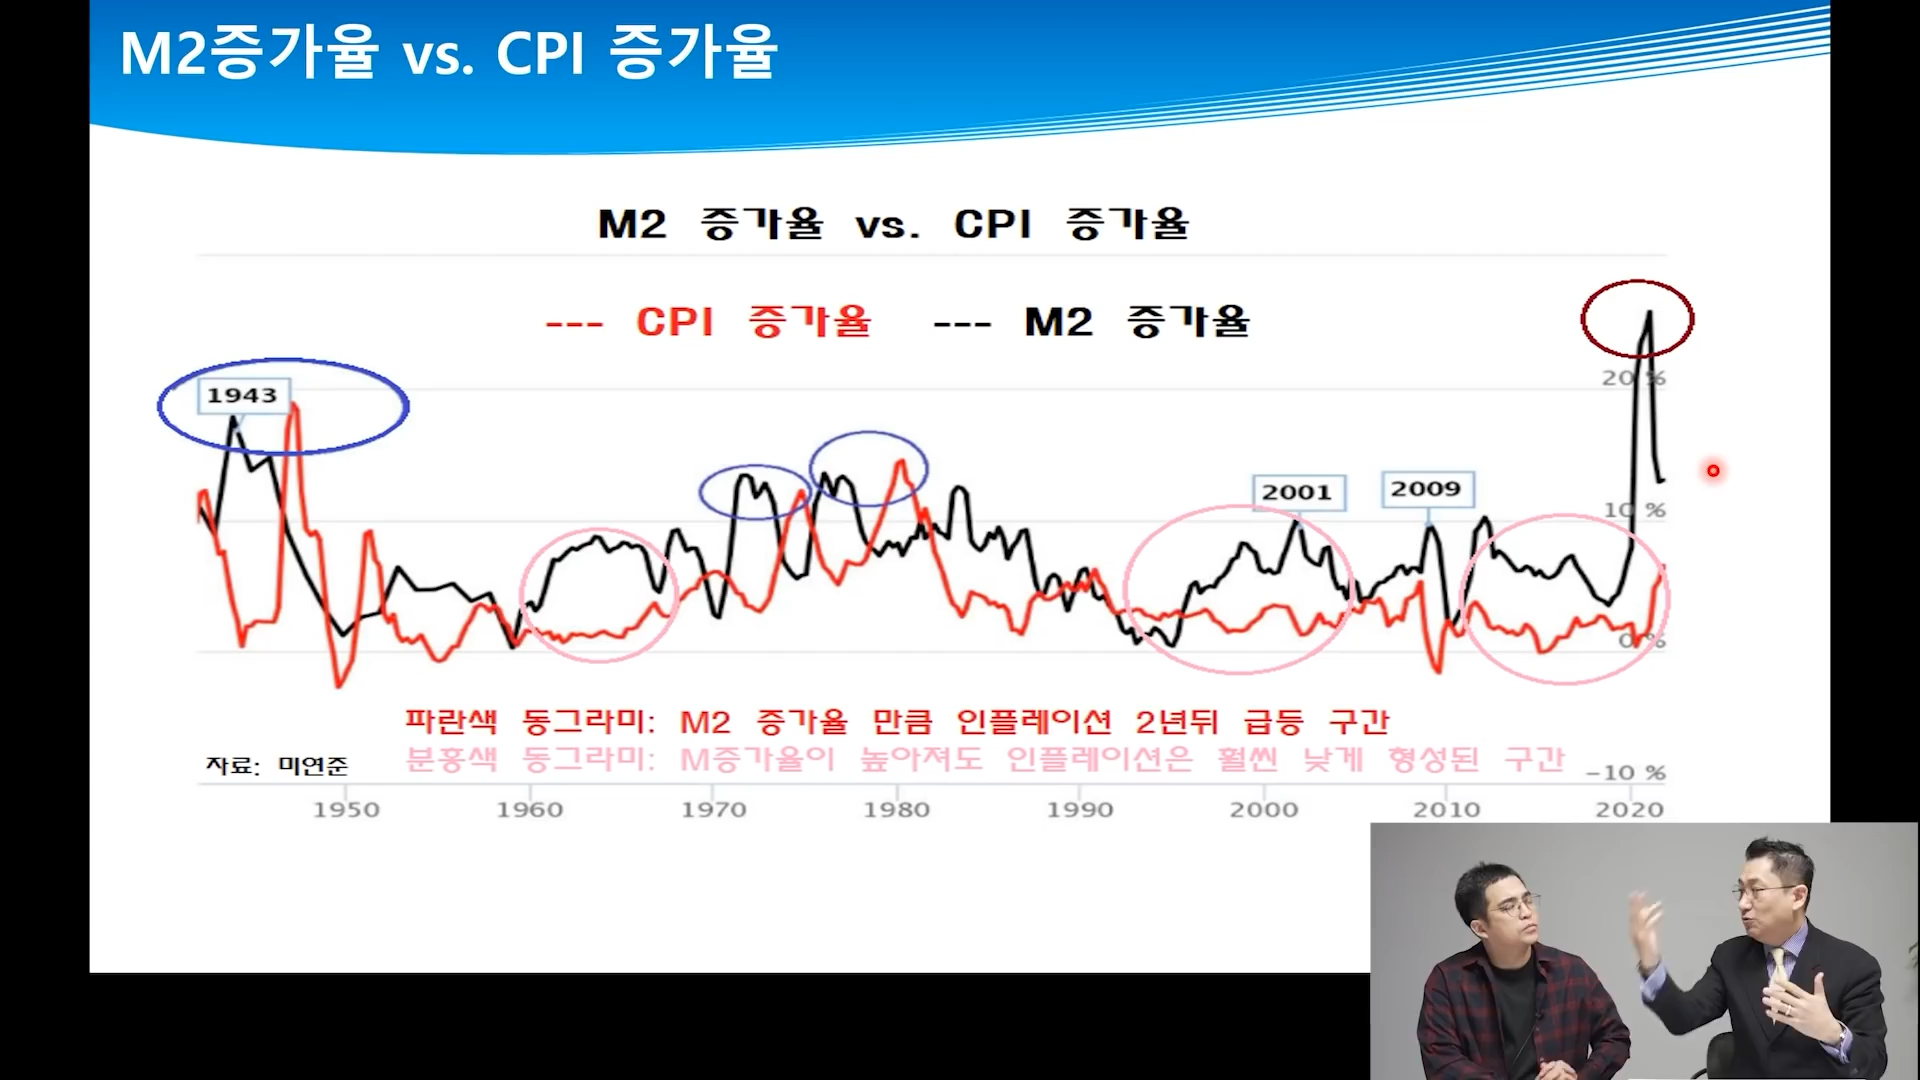 M2증가율 vs. CPI 증가율
M2 증가율 vs. CPI 증가율
--- CPI 증가율 --- M2 증가율
20 %
1943
2001
2009
10 %
0 %
파란색 동그라미: M2 증가율 만큼 인플레이션 2년뒤 급등 구간
분홍색 동그라미: M증가율이 높아져도 인플레이션은 훨씬 낮게 형성된 구간
자료: 미연준
-10 %
1950 1960 1970 1980 1990 2000 2010 2020